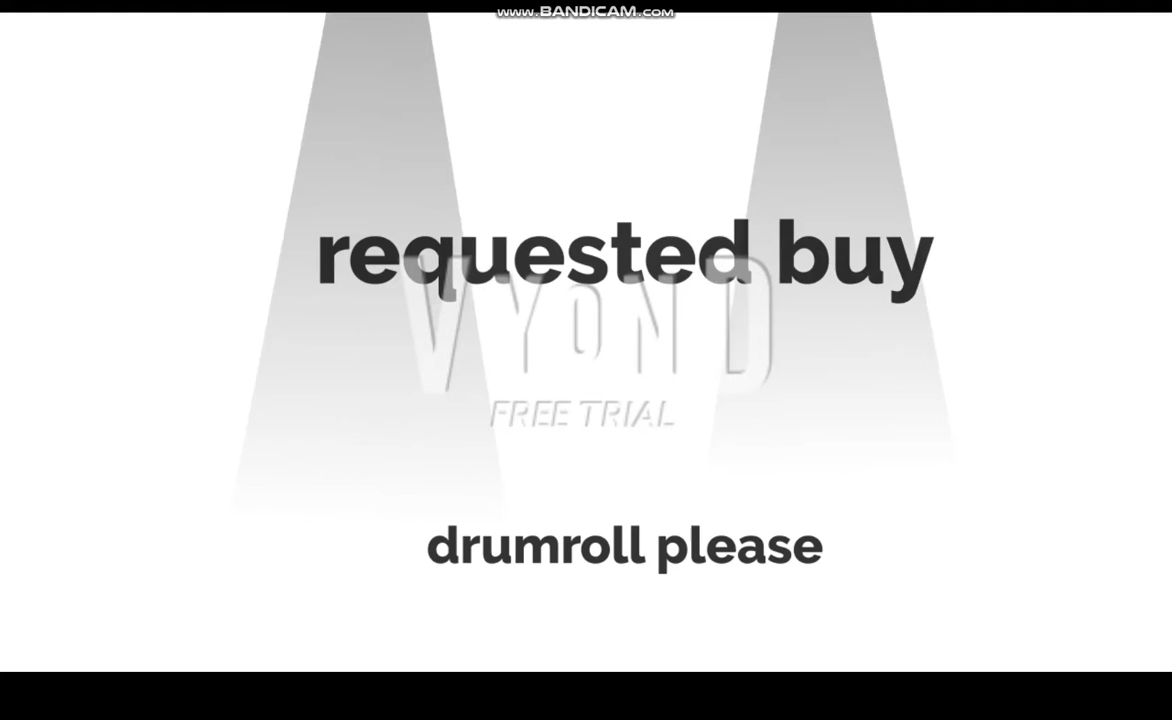 www.BANDICAM.com
requested buy
VYOND
FREE TRIAL
drumroll please